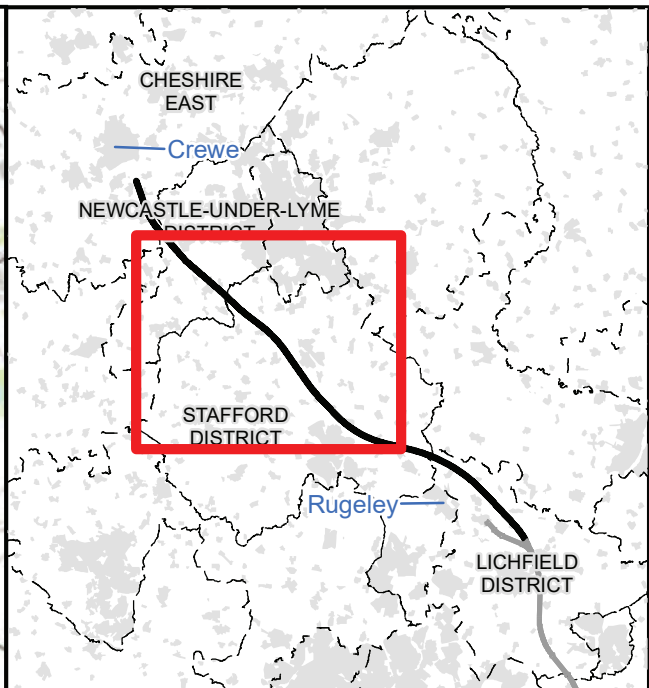 CHESHIRE
EAST
Crewe
NEWCASTLE-UNDER-LYME
DISTRICT
STAFFORD
DISTRICT
Rugeley
LICHFIELD
DISTRICT